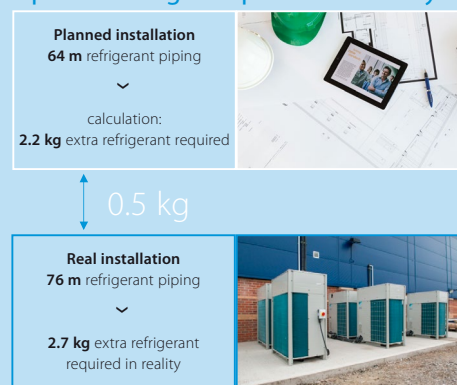 Planned installation
64 m refrigerant piping
calculation:
2.2 kg extra refrigerant required
0.5 kg
Real installation
76 m refrigerant piping
2.7 kg extra refrigerant
required in reality